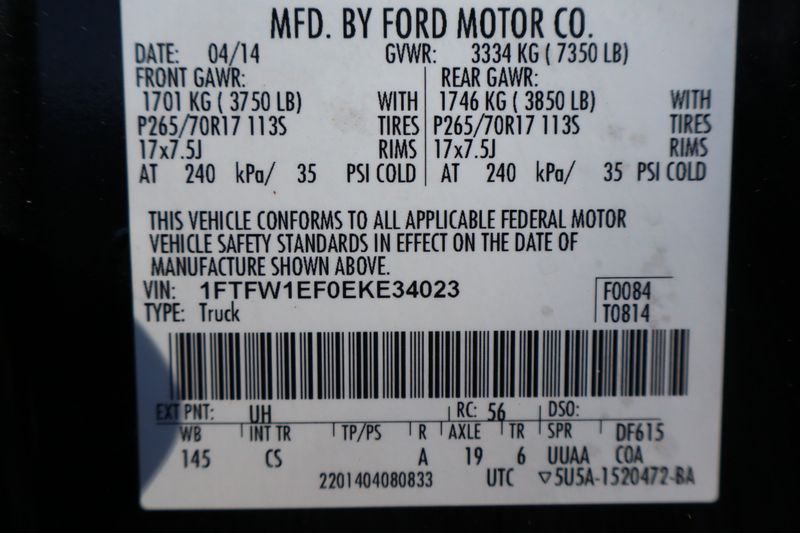 MFD. BY FORD MOTOR CO.
DATE: 04/14 GVWR: 3334 KG ( 7350 LB)
FRONT GAWR: REAR GAWR:
1701 KG ( 3750 LB) WITH 1746 KG ( 3850 LB) WITH
P265/70R17 113S TIRES P265/70R17 113S TIRES
17x7.5J RIMS 17x7.5J RIMS
AT 240 kPa/ 35 PSI COLD AT 240 kPa/ 35 PSI COLD
THIS VEHICLE CONFORMS TO ALL APPLICABLE FEDERAL MOTOR
VEHICLE SAFETY STANDARDS IN EFFECT ON THE DATE OF
MANUFACTURE SHOWN ABOVE.
VIN: 1FTFW1EF0EKE34023 F0084
TYPE: Truck T0814
EXT PNT: UH RC: 56 DSO:
WB INT TR TP/PS R AXLE TR SPR DF615
145 CS A 19 6 UUAA COA
2201404080833 UTC ▽5U5A-1520472-BA